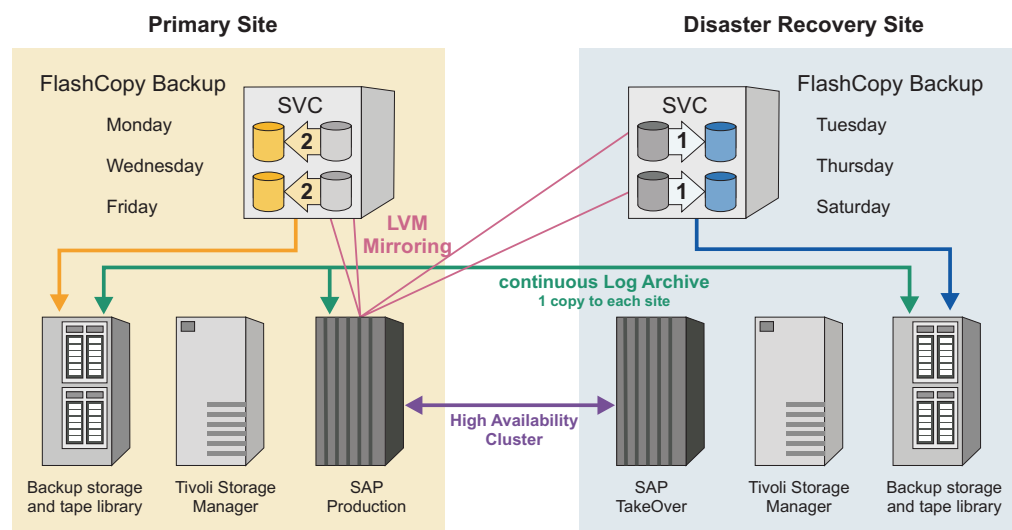 Primary Site
Disaster Recovery Site
FlashCopy Backup
Monday
Wednesday
Friday
SVC
2
2
SVC
1
1
FlashCopy Backup
Tuesday
Thursday
Saturday
LVM
Mirroring
continuous Log Archive
1 copy to each site
High Availability
Cluster
Backup storage
and tape library
Tivoli Storage
Manager
SAP
Production
SAP
TakeOver
Tivoli Storage
Manager
Backup storage
and tape library